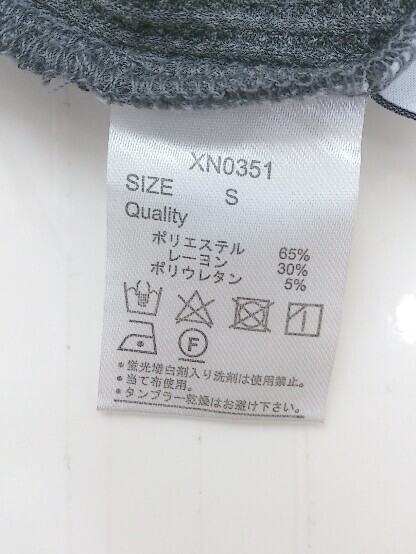 XN0351
SIZE S
Quality
ポリエステル 65%
レーヨン 30%
ポリウレタン 5%
F
*蛍光増白剤入り洗剤は使用禁止。
*当て布使用。
*タンブラー乾燥はお避け下さい。